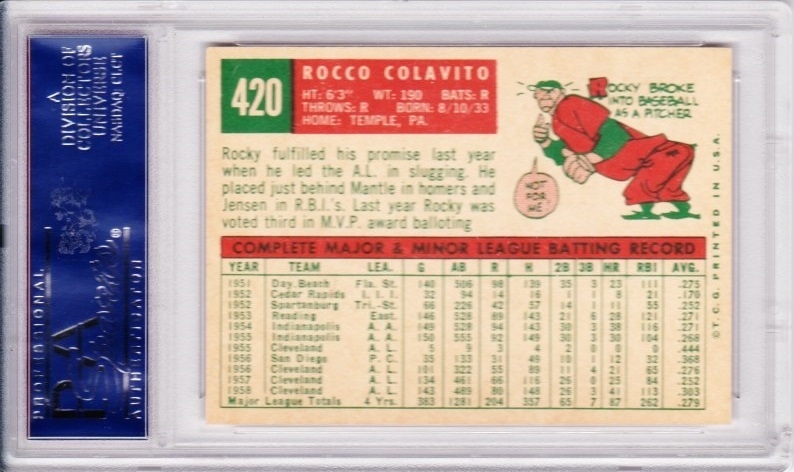 A
DIVISION OF
COLLECTORS
UNIVERSE
NASDAQ: CLCT
PROFESSIONAL
AUTHENTICATOR
420
ROCCO COLAVITO
HT: 6'3" WT: 190 BATS: R
THROWS: R BORN: 8/10/33
HOME: TEMPLE, PA.
ROCKY BROKE
INTO BASEBALL
AS A PITCHER
NOT
FOR
ME
Rocky fulfilled his promise last year
when he led the A.L. in slugging. He
placed just behind Mantle in homers and
Jensen in R.B.I.'s. Last year Rocky was
voted third in M.V.P. award balloting
COMPLETE MAJOR & MINOR LEAGUE BATTING RECORD
YEAR TEAM LEA. G AB R H 2B 3B HR RBI AVG.
1951 Day. Beach Fla. St. 140 506 98 139 35 3 23 111 .275
1952 Cedar Rapids I. I. I. 32 94 14 16 1 1 8 21 .170
1952 Spartanburg Tri.-St. 66 226 42 57 14 11 55 .252
1953 Reading East. 146 528 89 143 21 6 28 121 .271
1954 Indianapolis A. A. 149 528 94 143 30 3 38 116 .271
1955 Indianapolis A. A. 150 555 92 149 30 3 30 104 .268
1955 Cleveland A. L. 5 9 3 4 2 0 0 0 .444
1956 San Diego P. C. 35 133 31 49 10 1 12 32 .368
1956 Cleveland A. L. 101 322 55 89 11 4 21 65 .276
1957 Cleveland A. L. 134 461 66 116 26 0 25 84 .252
1958 Cleveland A. L. 143 489 80 148 26 3 41 113 .303
Major League Totals 4 Yrs. 383 1281 204 357 65 7 87 262 .279
©T.C.G. PRINTED IN U.S.A.